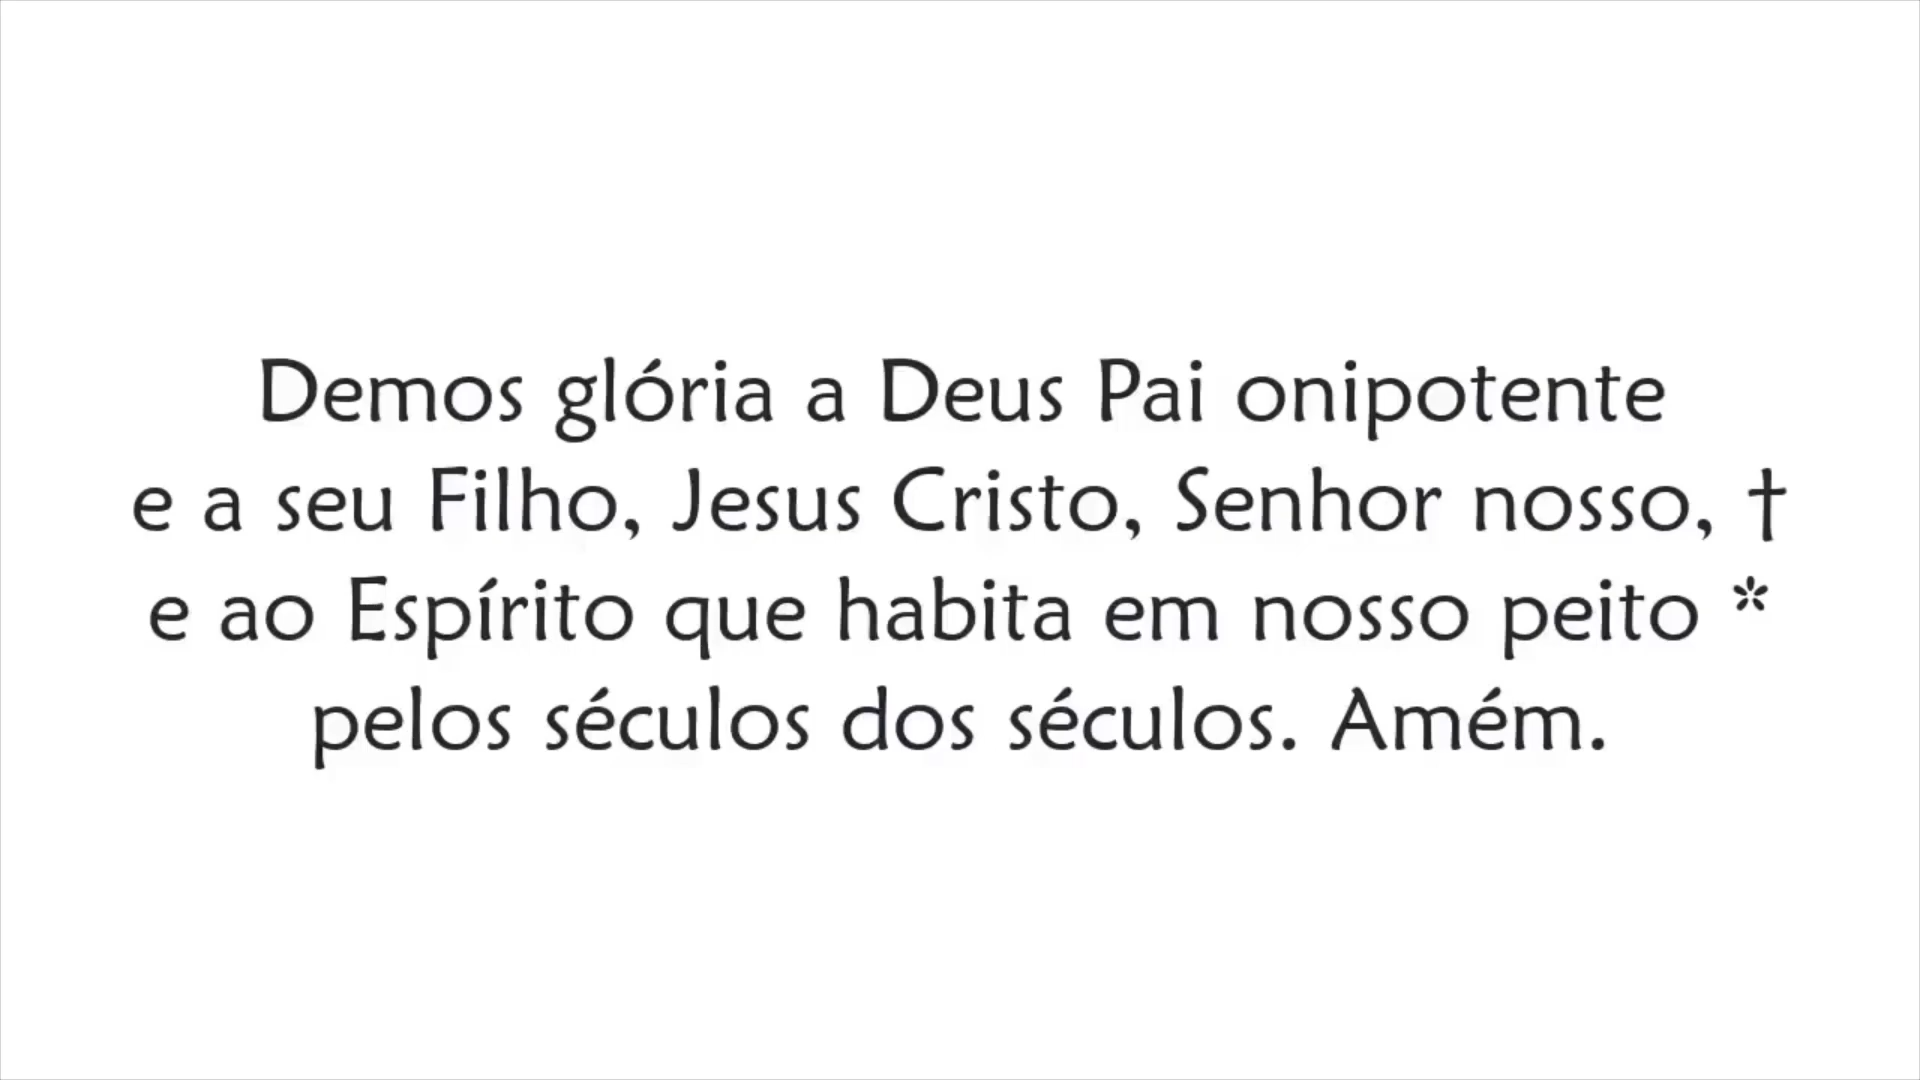 Demos glória a Deus Pai onipotente
e a seu Filho, Jesus Cristo, Senhor nosso, †
e ao Espírito que habita em nosso peito *
pelos séculos dos séculos. Amém.